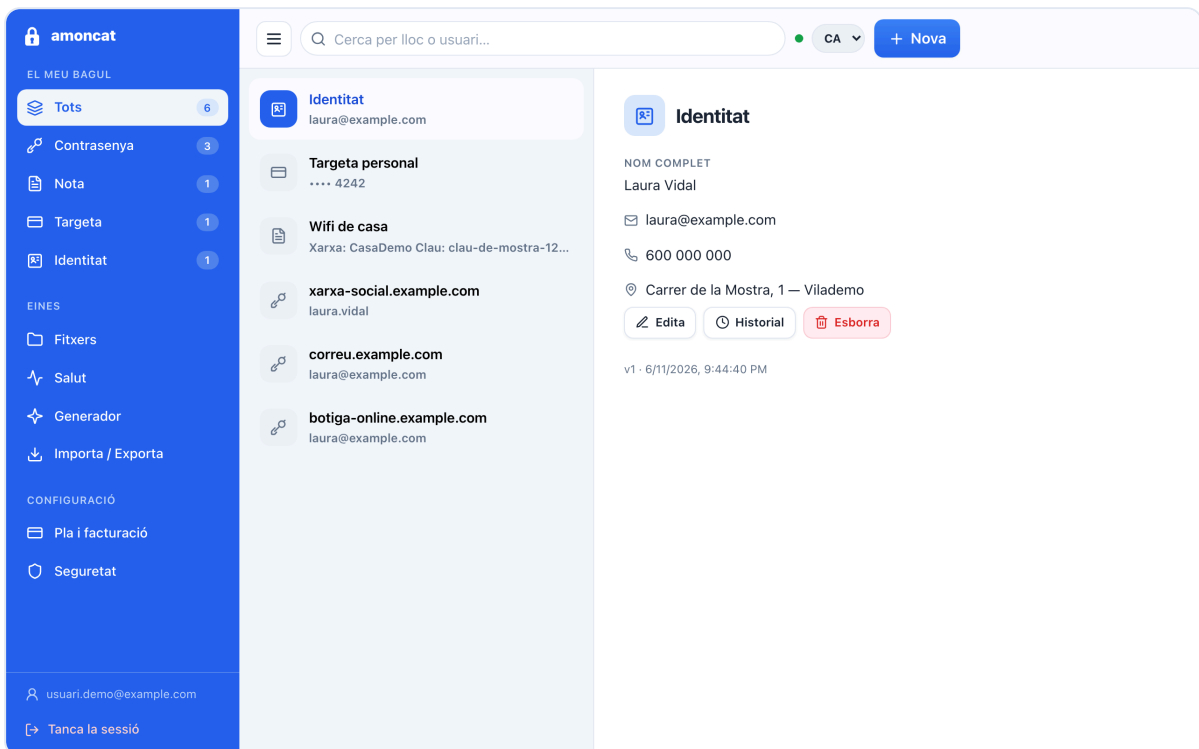 amoncat
EL MEU BAGUL
Tots 6
Contrasenya 3
Nota 1
Targeta 1
Identitat 1
EINES
Fitxers
Salut
Generador
Importa / Exporta
CONFIGURACIÓ
Pla i facturació
Seguretat
usuari.demo@example.com
Tanca la sessió
Cerca per lloc o usuari...
CA
+ Nova
Identitat
laura@example.com
Targeta personal
•••• 4242
Wifi de casa
Xarxa: CasaDemo Clau: clau-de-mostra-12...
xarxa-social.example.com
laura.vidal
correu.example.com
laura@example.com
botiga-online.example.com
laura@example.com
Identitat
NOM COMPLET
Laura Vidal
laura@example.com
600 000 000
Carrer de la Mostra, 1 — Vilademo
Edita Historial Esborra
v1 · 6/11/2026, 9:44:40 PM